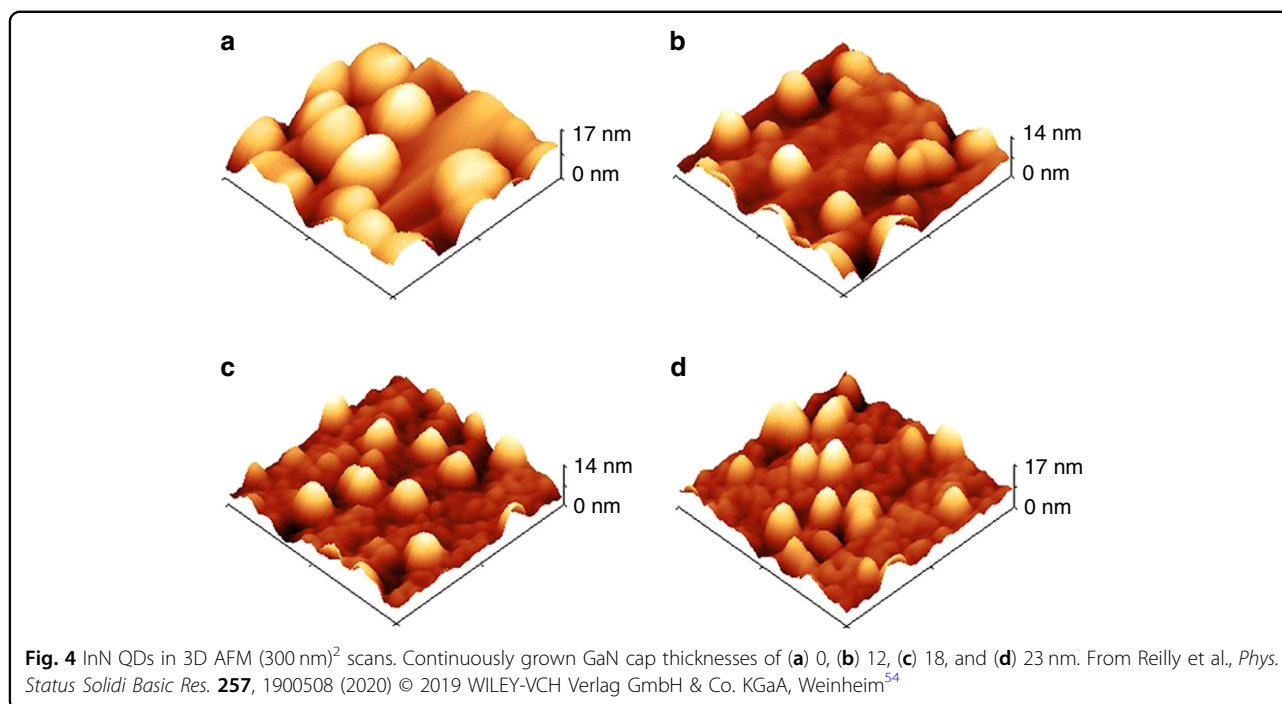 a
b
17 nm
0 nm
14 nm
0 nm
c
d
14 nm
0 nm
17 nm
0 nm
Fig. 4 InN QDs in 3D AFM (300 nm)² scans. Continuously grown GaN cap thicknesses of (a) 0, (b) 12, (c) 18, and (d) 23 nm. From Reilly et al., Phys.
Status Solidi Basic Res. 257, 1900508 (2020) © 2019 WILEY-VCH Verlag GmbH & Co. KGaA, Weinheim⁵⁴